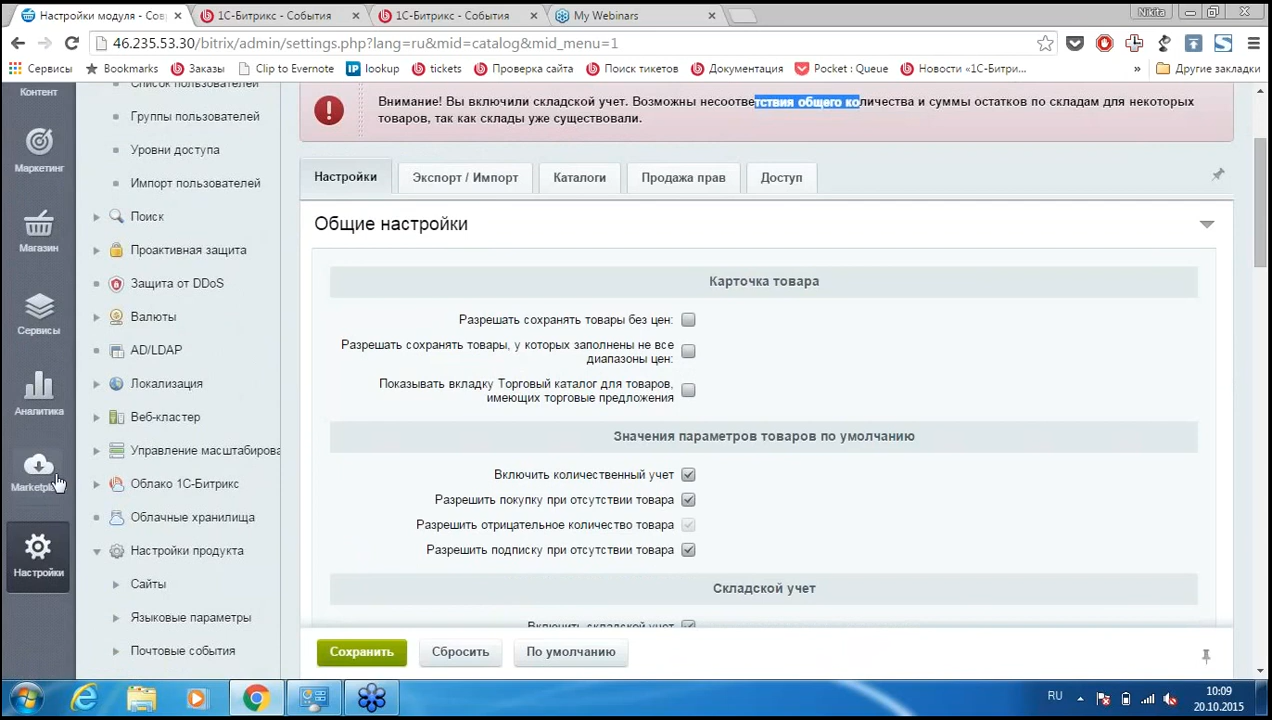 Настройки модуля - Сов
1С-Битрикс - События
1С-Битрикс - События
My Webinars
Nikita
46.235.53.30/bitrix/admin/settings.php?lang=ru&mid=catalog&mid_menu=1
Сервисы
Bookmarks
Заказы
Clip to Evernote
IP lookup
tickets
Проверка сайта
Поиск тикетов
Документация
Pocket : Queue
Новости «1С-Битри...
»
Другие закладки
Контент
Маркетинг
Магазин
Сервисы
Аналитика
Настройки
Список пользователей
Группы пользователей
Уровни доступа
Импорт пользователей
Поиск
Проактивная защита
Защита от DDoS
Валюты
AD/LDAP
Локализация
Веб-кластер
Управление масштабирова
Облако 1С-Битрикс
Облачные хранилища
Настройки продукта
Сайты
Языковые параметры
Почтовые события
Внимание! Вы включили складской учет. Возможны несоответствия общего количества и суммы остатков по складам для некоторых
товаров, так как склады уже существовали.
Настройки
Экспорт / Импорт
Каталоги
Продажа прав
Доступ
Общие настройки
Карточка товара
Разрешать сохранять товары без цен:
Разрешать сохранять товары, у которых заполнены не все
диапазоны цен:
Показывать вкладку Торговый каталог для товаров,
имеющих торговые предложения
Значения параметров товаров по умолчанию
Включить количественный учет
Разрешить покупку при отсутствии товара
Разрешить отрицательное количество товара
Разрешить подписку при отсутствии товара
Складской учет
Включить складской учет
Сохранить
Сбросить
По умолчанию
RU
10:09
20.10.2015